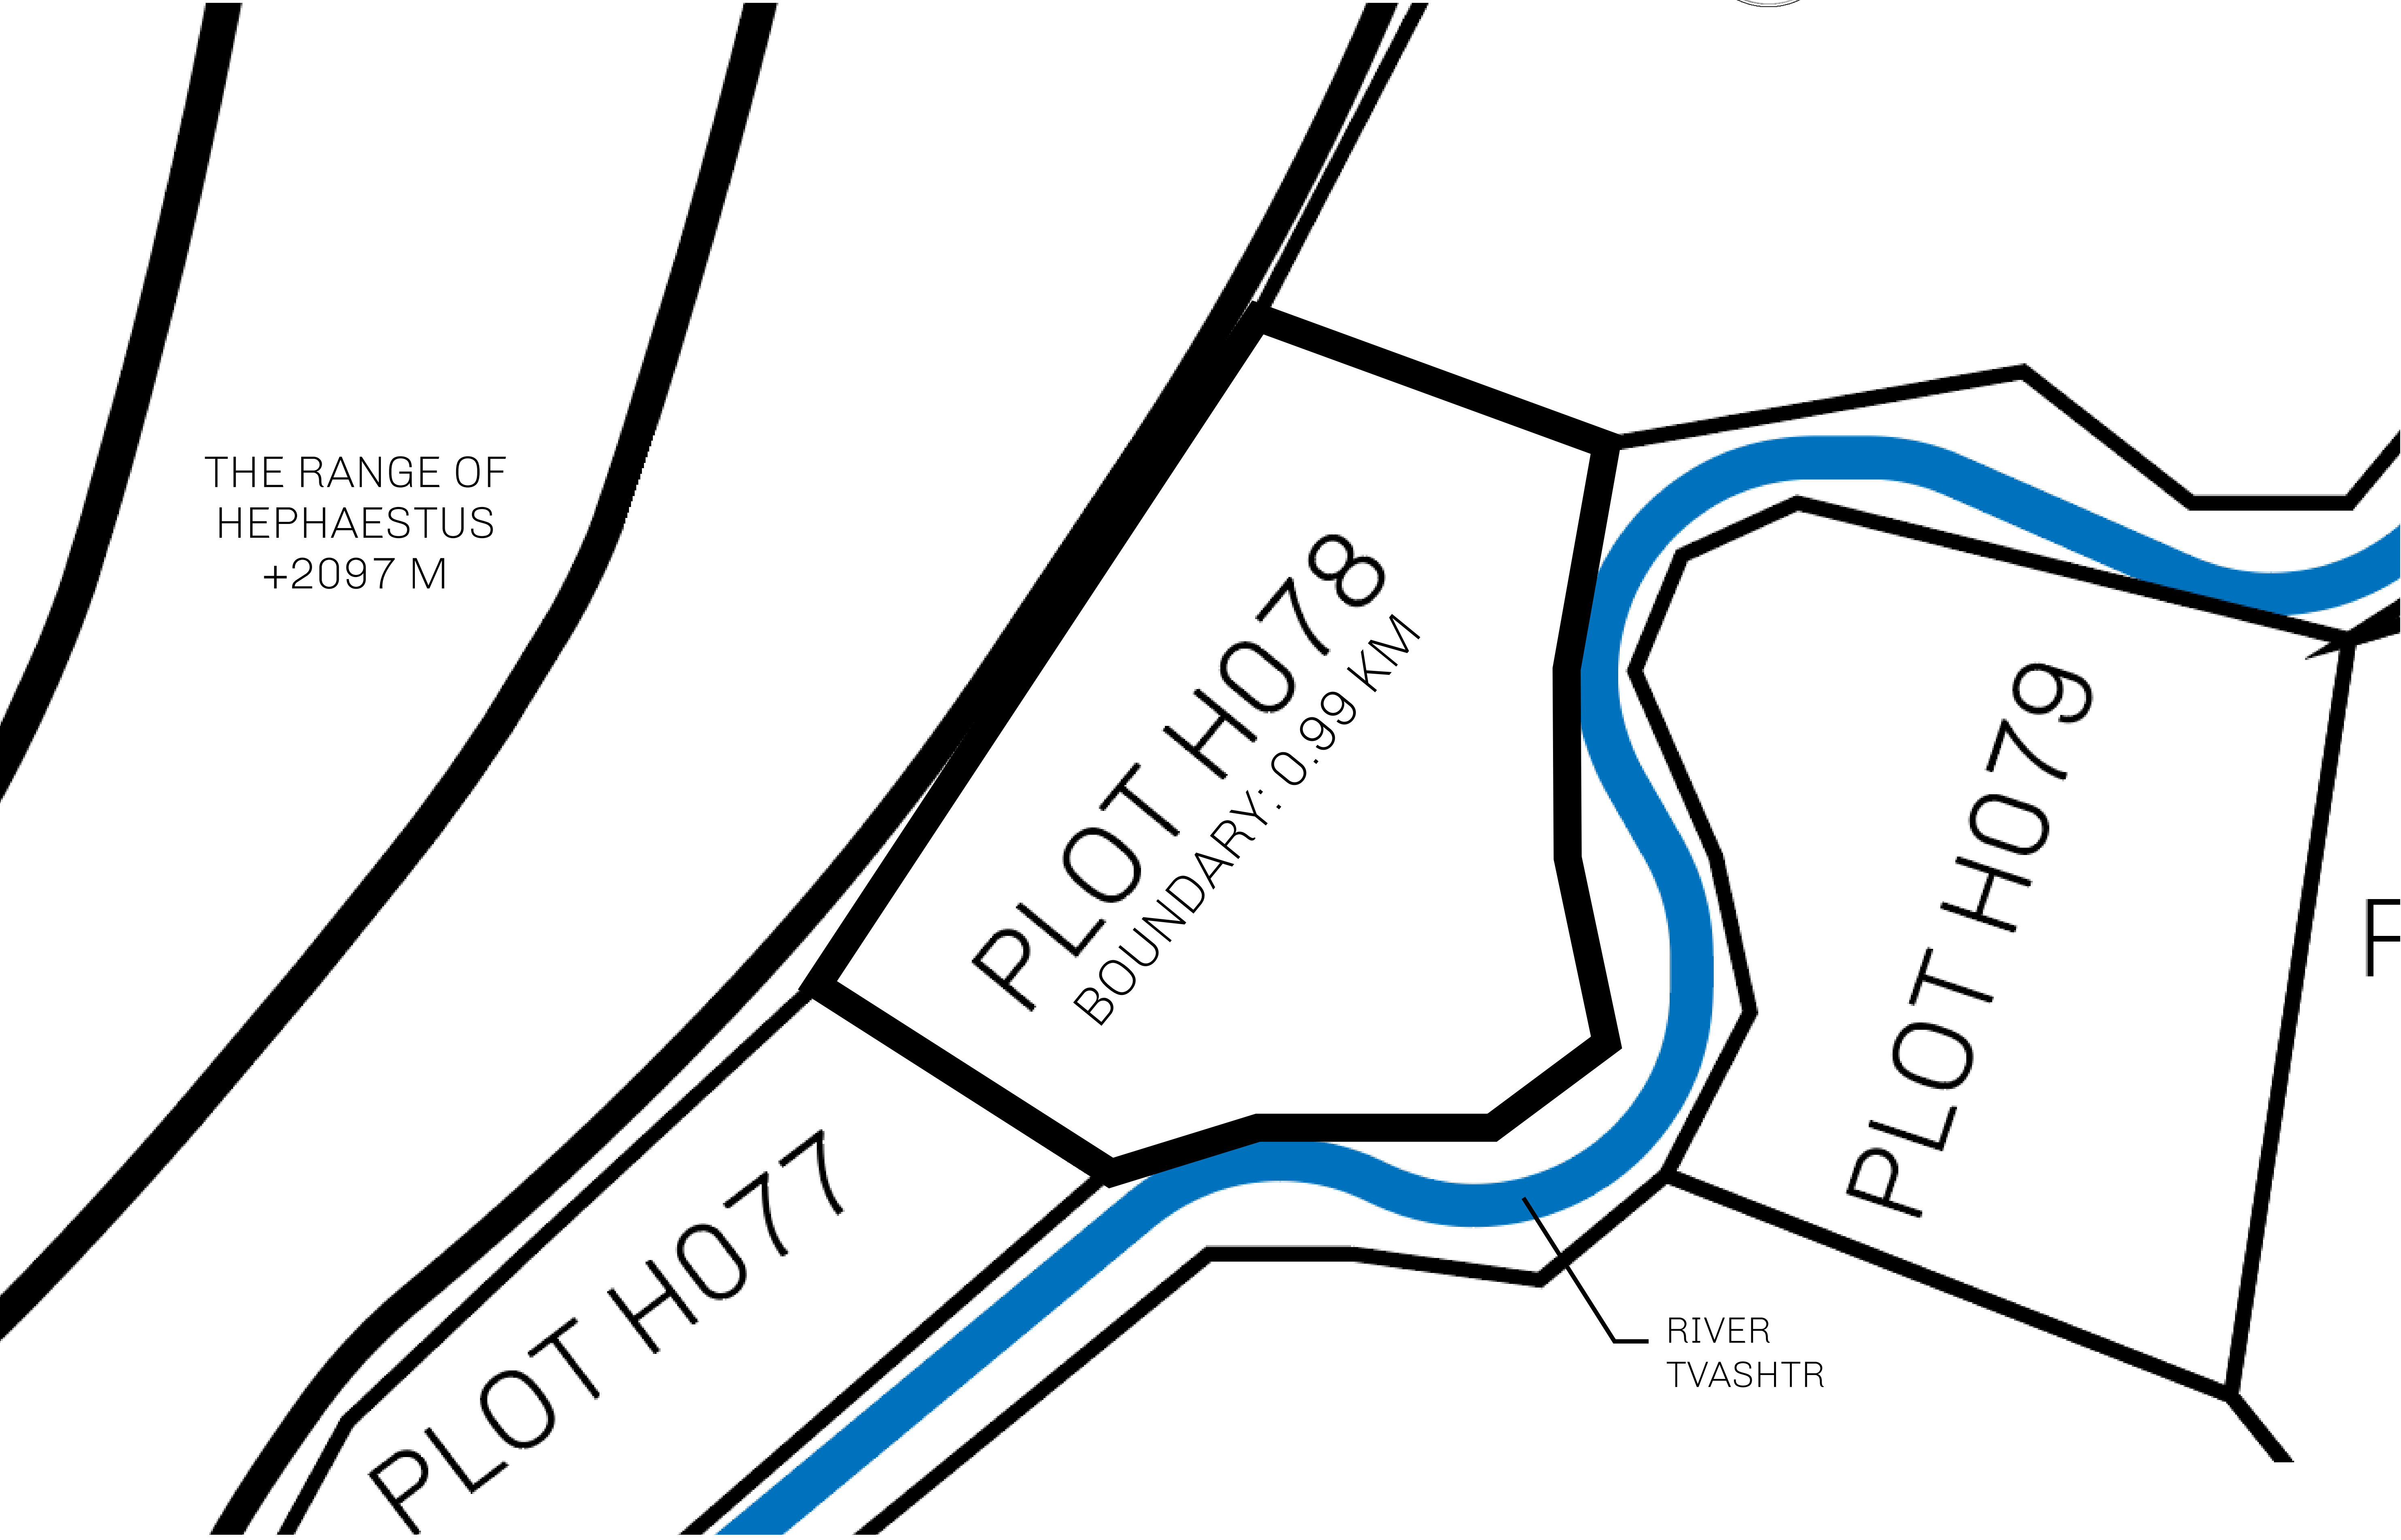 THE RANGE OF
HEPHAESTUS
+2097 M
PLOT H078
BOUNDARY: 0.99 KM
PLOT H079
PLOT H077
RIVER
TVASHTR
F